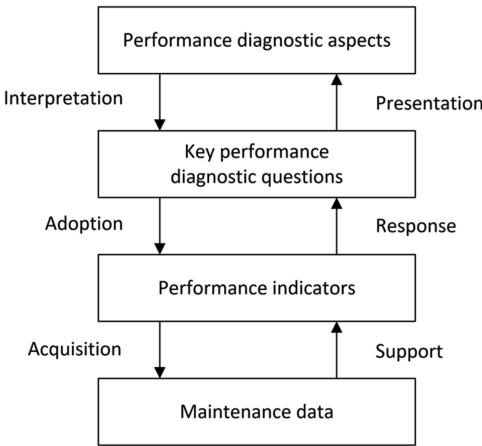 Performance diagnostic aspects
Interpretation
Presentation
Key performance
diagnostic questions
Adoption
Response
Performance indicators
Acquisition
Support
Maintenance data